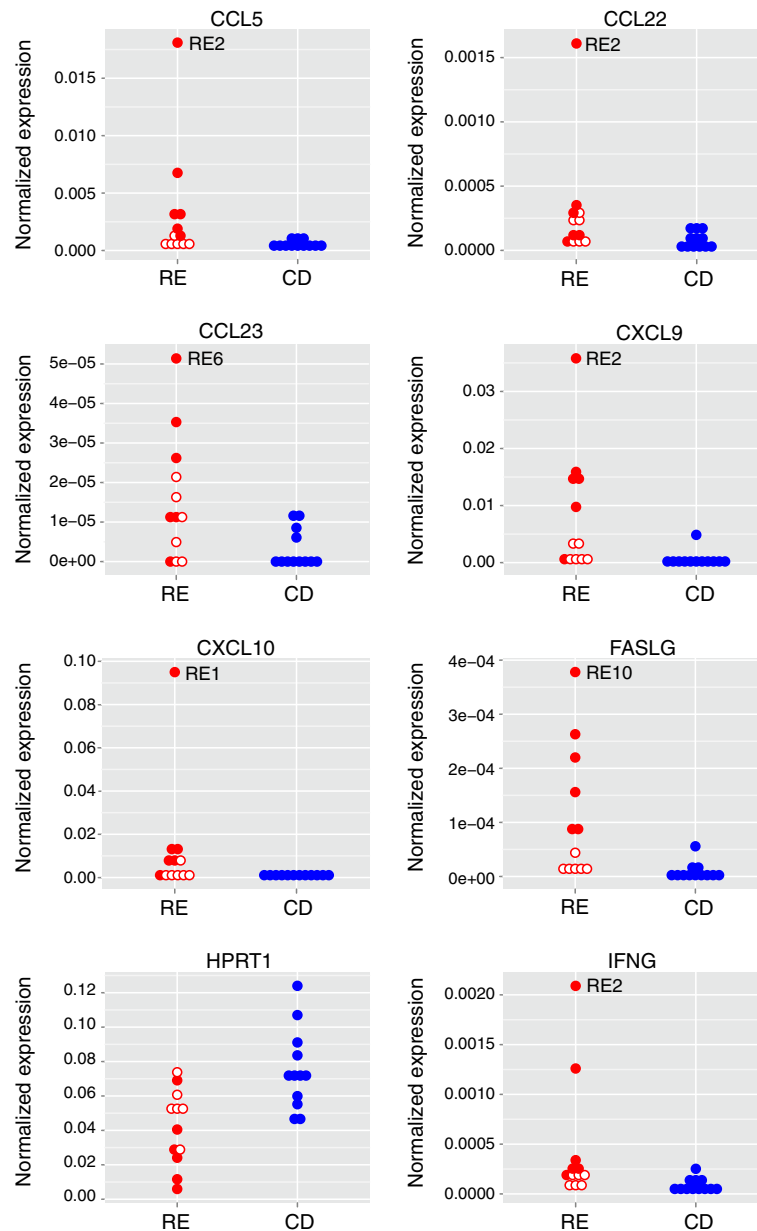 CCL5
Normalized expression
0.015
0.010
0.005
0.000
RE2
RE
CD
CCL22
Normalized expression
0.0015
0.0010
0.0005
0.0000
RE2
RE
CD
CCL23
Normalized expression
5e−05
4e−05
3e−05
2e−05
1e−05
0e+00
RE6
RE
CD
CXCL9
Normalized expression
0.03
0.02
0.01
0.00
RE2
RE
CD
CXCL10
Normalized expression
0.10
0.08
0.06
0.04
0.02
0.00
RE1
RE
CD
FASLG
Normalized expression
4e−04
3e−04
2e−04
1e−04
0e+00
RE10
RE
CD
HPRT1
Normalized expression
0.12
0.10
0.08
0.06
0.04
0.02
0.00
RE
CD
IFNG
Normalized expression
0.0020
0.0015
0.0010
0.0005
0.0000
RE2
RE
CD